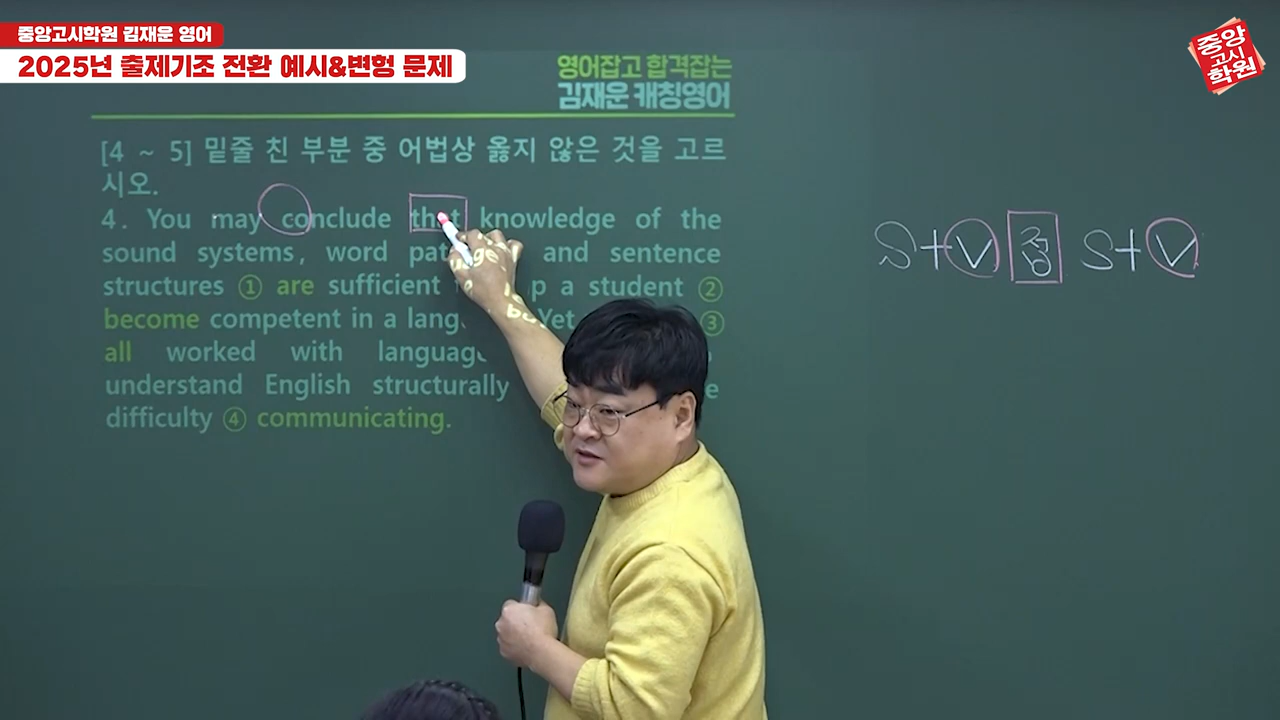 중앙고시학원 김재운 영어
2025년 출제기조 전환 예시&변형 문제
중앙
고시
학원
영어잡고 합격잡는
김재운 캐칭영어
[4 ~ 5] 밑줄 친 부분 중 어법상 옳지 않은 것을 고르
시오.
4. You may conclude that knowledge of the
sound systems, word and sentence
structures ① are sufficient a student ②
become competent in a Yet ③
all worked with language
understand English structurally
difficulty ④ communicating.
S+V 접 S+V